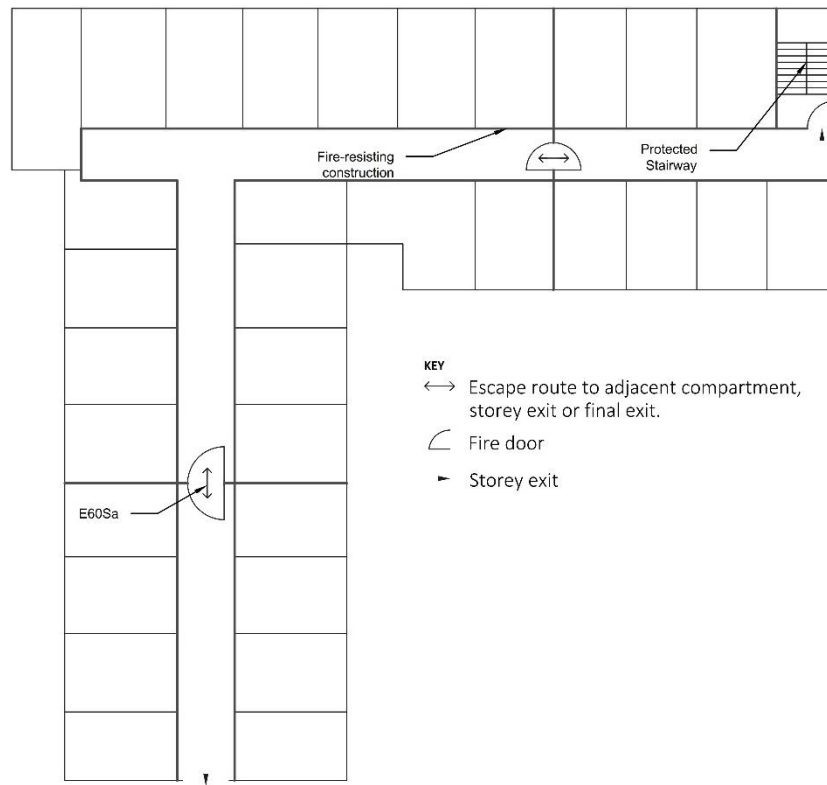 Fire-resisting
construction
Protected
Stairway
E60Sa
KEY
Escape route to adjacent compartment,
storey exit or final exit.
Fire door
Storey exit